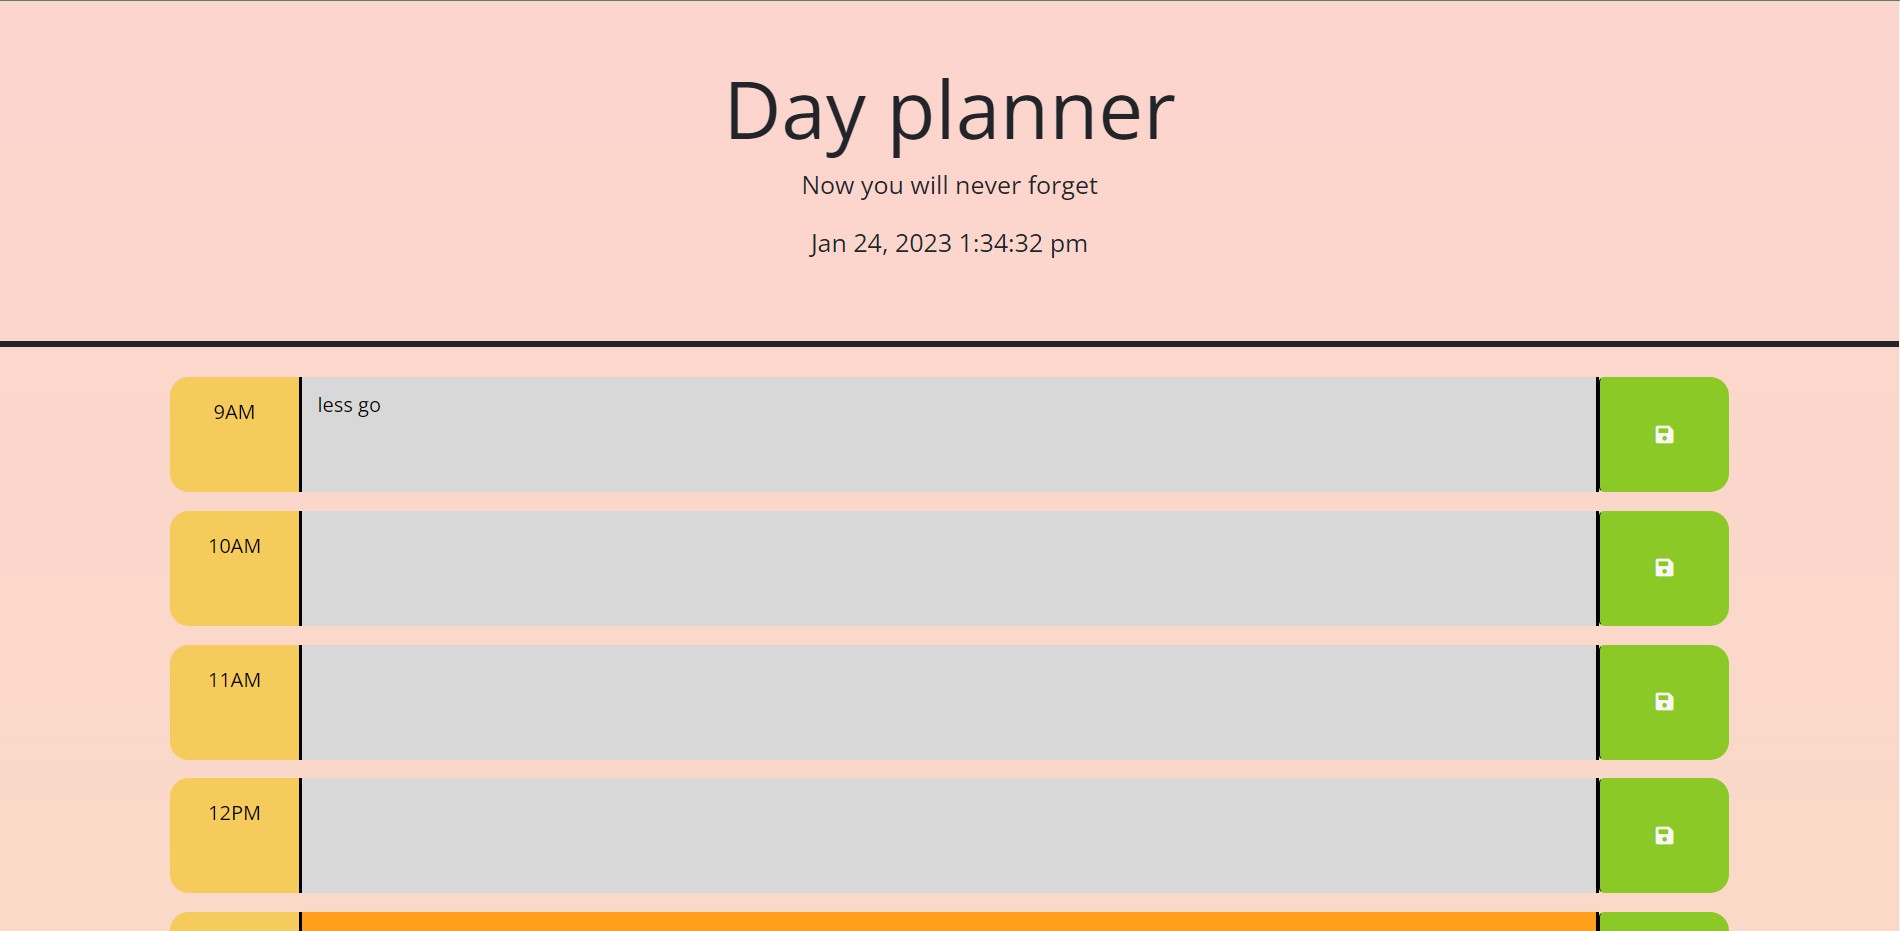 Day planner
Now you will never forget
Jan 24, 2023 1:34:32 pm
9AM
less go
10AM
11AM
12PM